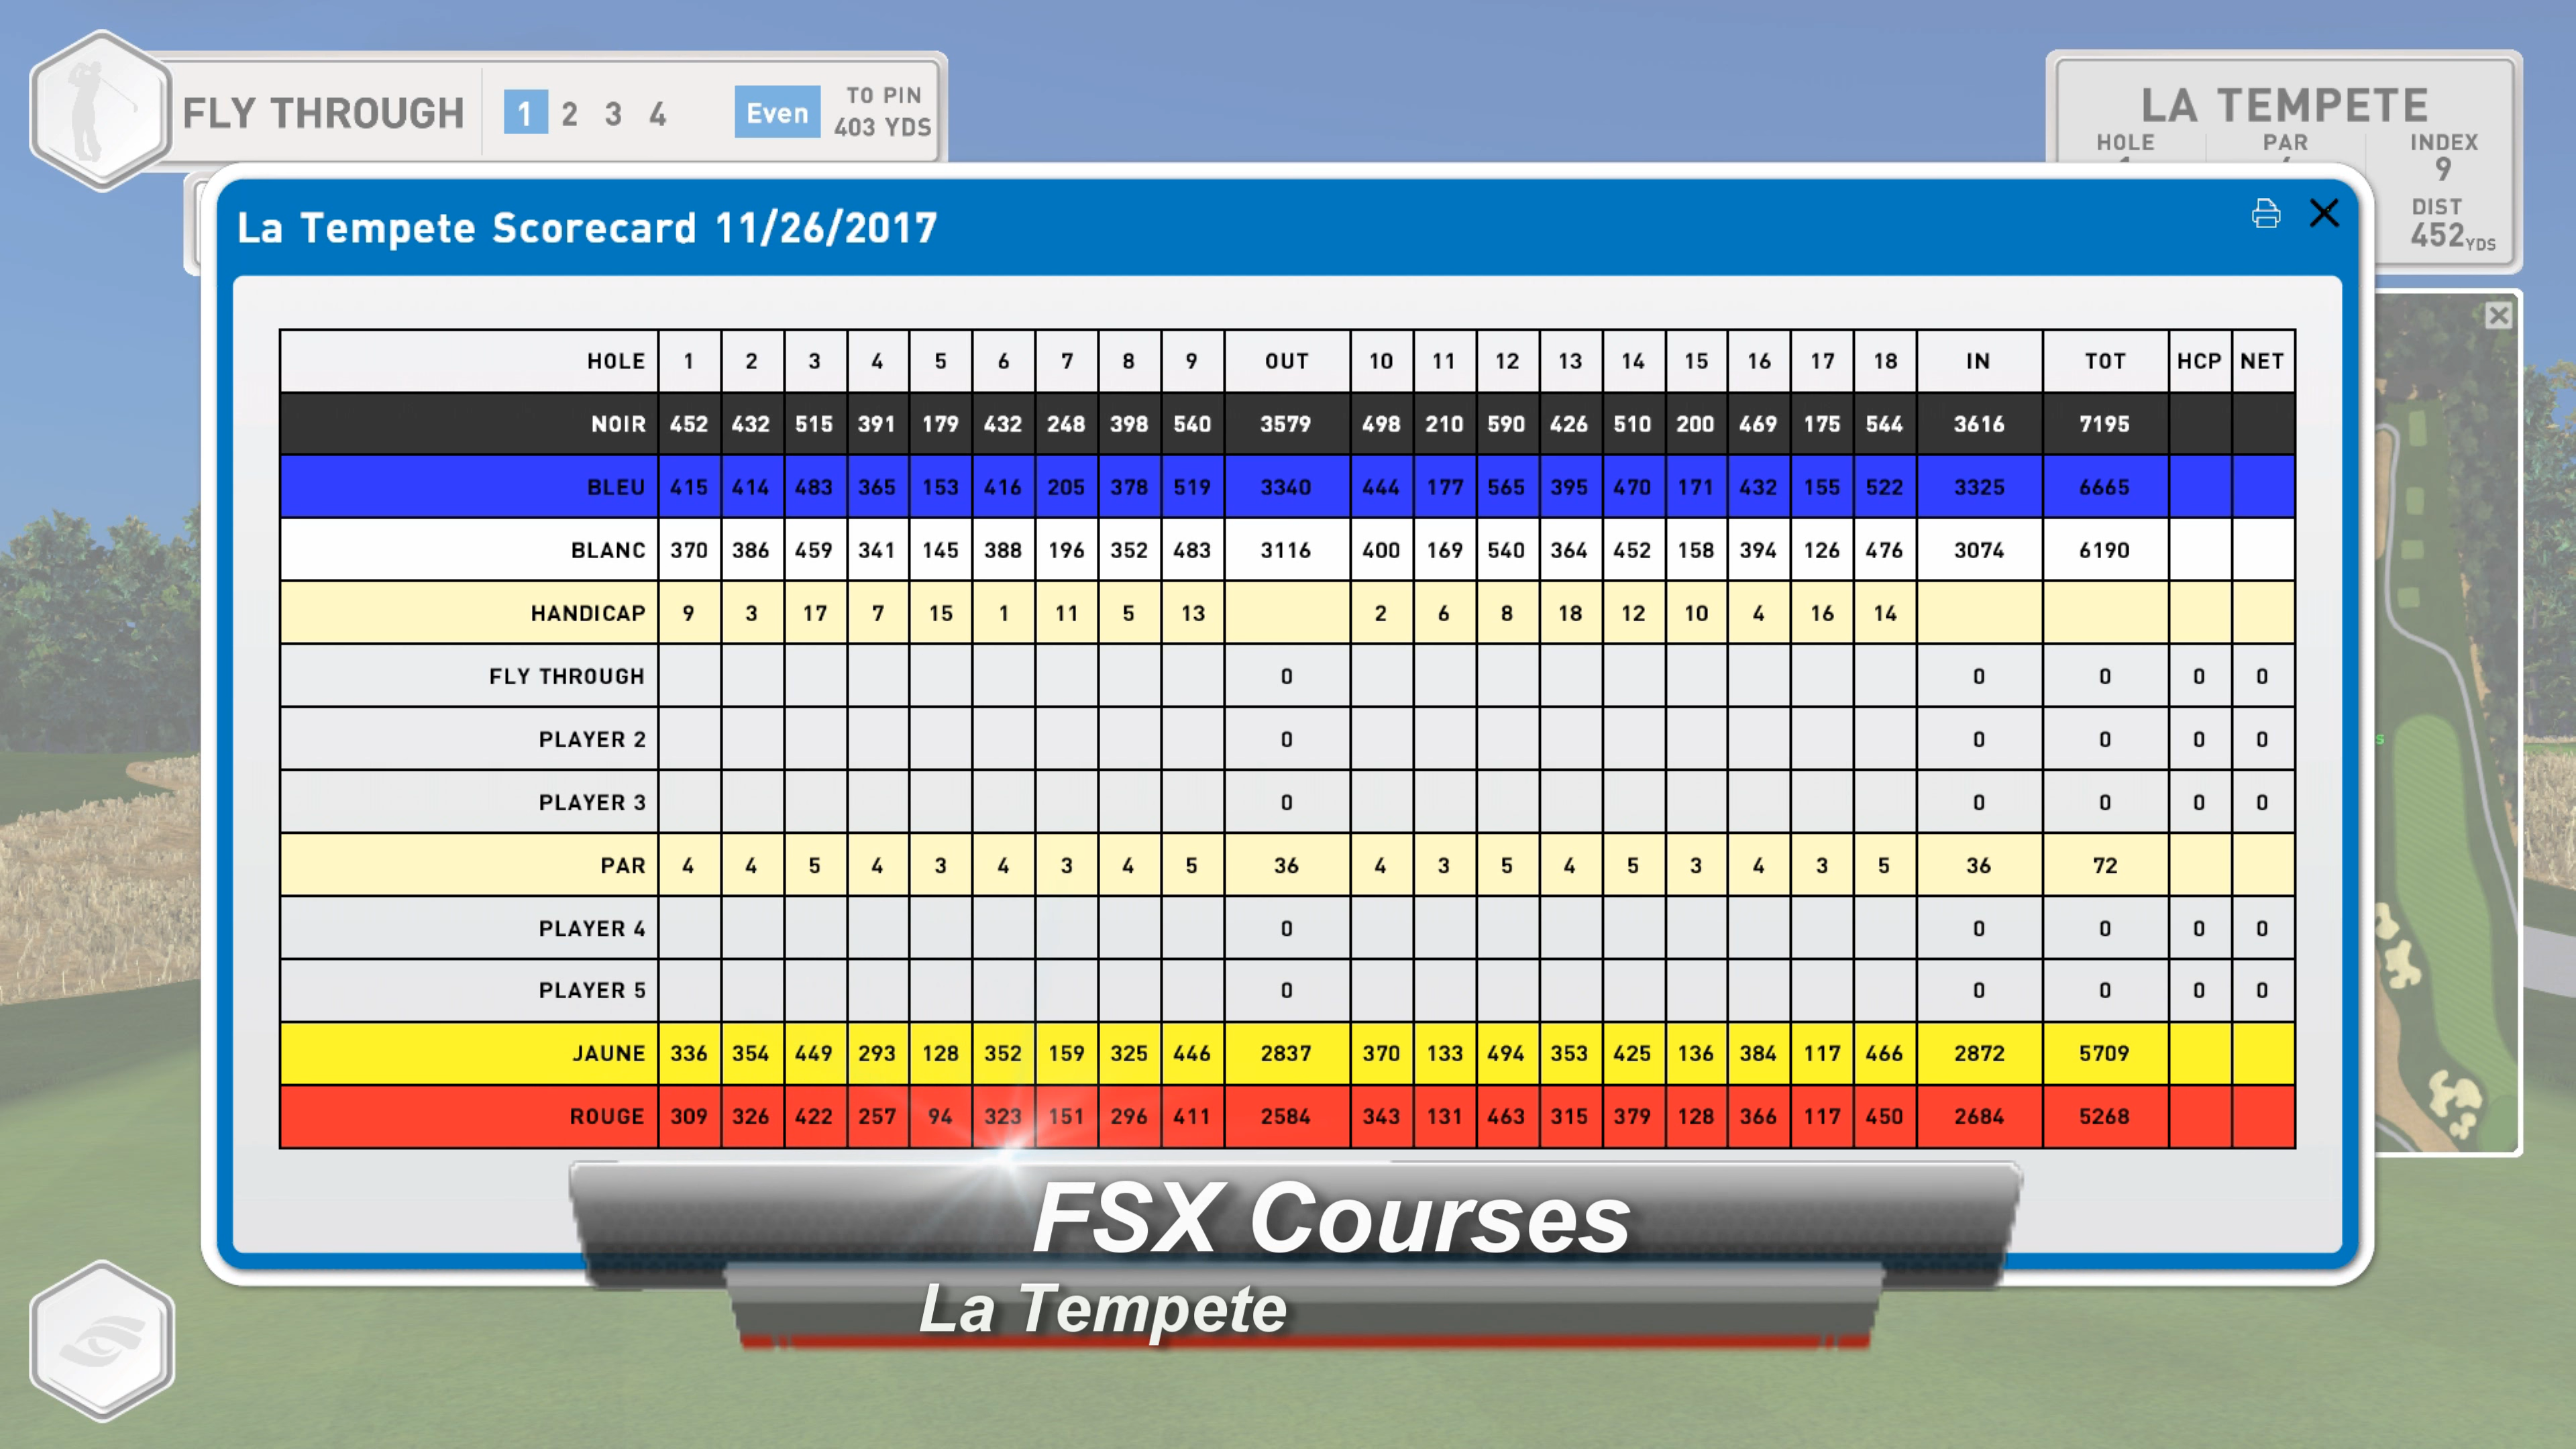 FLY THROUGH 1 2 3 4 Even TO PIN 403 YDS
LA TEMPETE
HOLE PAR INDEX
9
DIST
452 YDS
La Tempete Scorecard 11/26/2017
HOLE 1 2 3 4 5 6 7 8 9 OUT 10 11 12 13 14 15 16 17 18 IN TOT HCP NET
NOIR 452 432 515 391 179 432 248 398 540 3579 498 210 590 426 510 200 469 175 544 3616 7195
BLEU 415 414 483 365 153 416 205 378 519 3340 444 177 565 395 470 171 432 155 522 3325 6665
BLANC 370 386 459 341 145 388 196 352 483 3116 400 169 540 364 452 158 394 126 476 3074 6190
HANDICAP 9 3 17 7 15 1 11 5 13 2 6 8 18 12 10 4 16 14
FLY THROUGH 0 0 0 0 0
PLAYER 2 0 0 0 0 0
PLAYER 3 0 0 0 0 0
PAR 4 4 5 4 3 4 3 4 5 36 4 3 5 4 5 3 4 3 5 36 72
PLAYER 4 0 0 0 0 0
PLAYER 5 0 0 0 0 0
JAUNE 336 354 449 293 128 352 159 325 446 2837 370 133 494 353 425 136 384 117 466 2872 5709
ROUGE 309 326 422 257 94 323 151 296 411 2584 343 131 463 315 379 128 366 117 450 2684 5268
FSX Courses
La Tempete